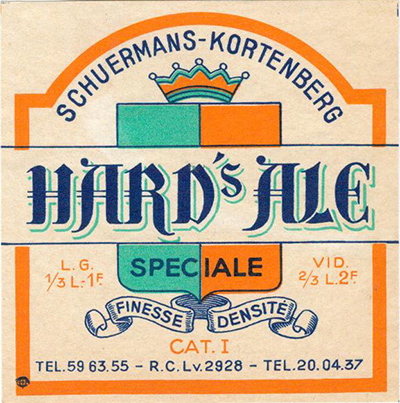 SCHUERMANS-KORTENBERG
HARD'S ALE
SPECIALE
L.G.
1/3 L.-1F.
VID.
2/3 L.2F.
FINESSE DENSITÉ
CAT. I
TEL.59 63.55 - R.C.Lv.2928 - TEL.20.04.37